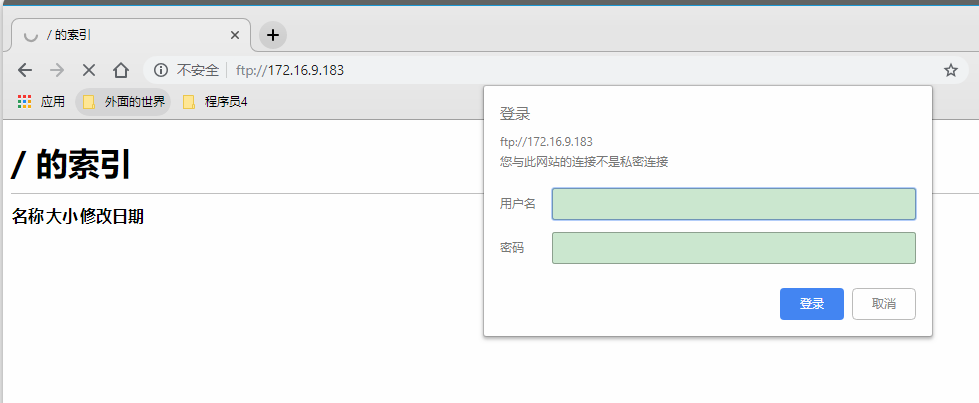 / 的索引
不安全 ftp://172.16.9.183
应用 外面的世界 程序员4
/ 的索引
名称 大小 修改日期
登录
ftp://172.16.9.183
您与此网站的连接不是私密连接
用户名
密码
登录 取消